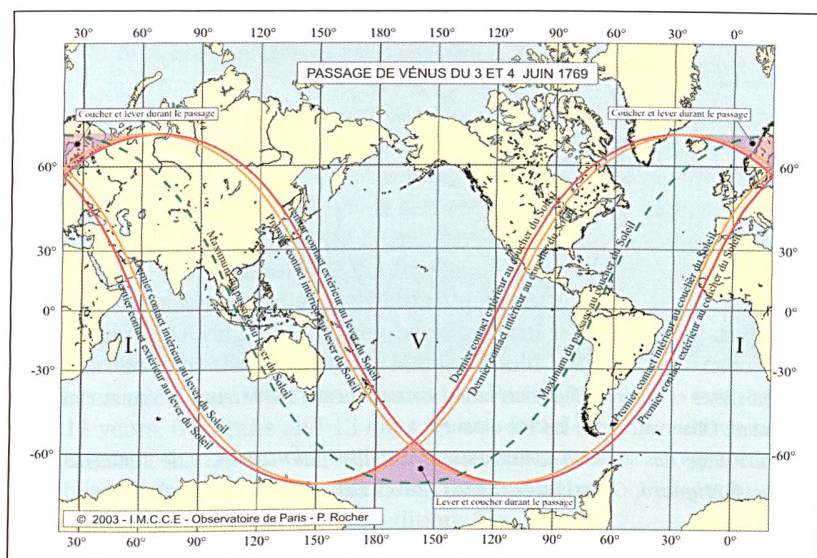 30° 60° 90° 120° 150° 180° 150° 120° 90° 60° 30° 0°
PASSAGE DE VÉNUS DU 3 ET 4 JUIN 1769
Coucher et lever durant le passage
Coucher et lever durant le passage
60° 60°
30° 30°
0° 0°
-30° -30°
-60° -60°
Dernier contact intérieur au lever du Soleil
Dernier contact extérieur au lever du Soleil
Maximum du passage au lever du Soleil
Premier contact extérieur au lever du Soleil
Premier contact intérieur au lever du Soleil
Dernier contact extérieur au coucher du Soleil
Dernier contact intérieur au coucher du Soleil
Maximum du passage au coucher du Soleil
Premier contact intérieur au coucher du Soleil
Premier contact extérieur au coucher du Soleil
I V I
Lever et coucher durant le passage
© 2003 - I.M.C.C.E - Observatoire de Paris - P. Rocher
30° 60° 90° 120° 150° 180° 150° 120° 90° 60° 30° 0°